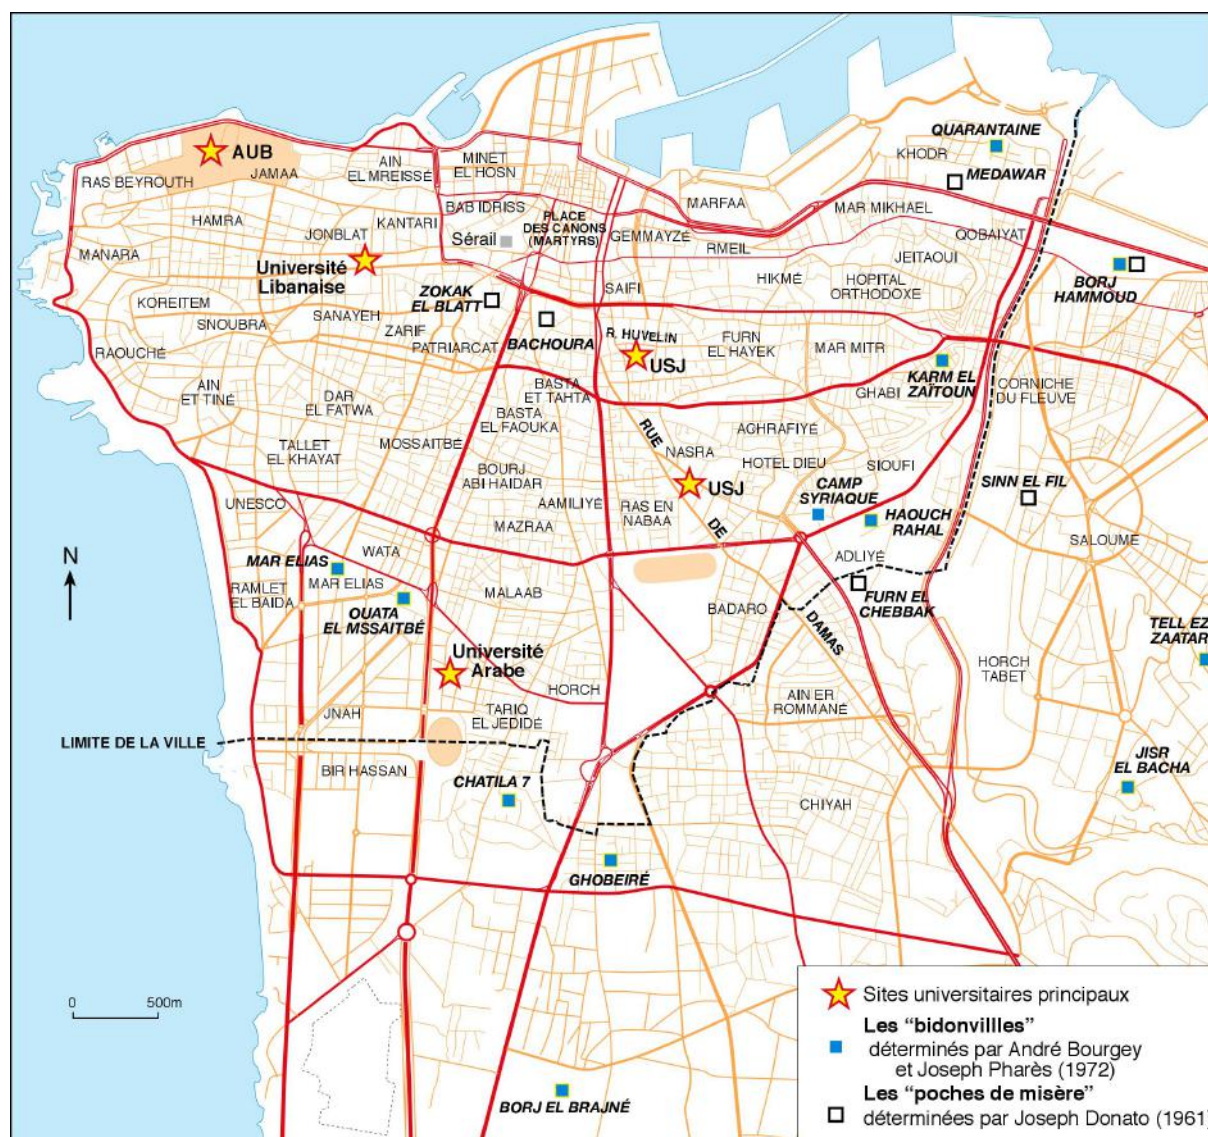 QUARANTAINE
KHODR
MEDAWAR
AUB
JAMAA
RAS BEYROUTH
AIN
EL MREISSÉ
MINET
EL HOSN
BAB IDRISS
PLACE
DES CANONS
(MARTYRS)
MARFAA
MAR MIKHAEL
QOBAIYAT
HAMRA
KANTARI
JONBLAT
Sérail
GEMMAYZÉ
RMEIL
JEITAOUI
MANARA
Université
Libanaise
HIKMÉ
HOPITAL
ORTHODOXE
BORJ
HAMMOUD
KOREITEM
SNOUBRA
SANAYEH
ZOKAK
EL BLATT
SAIFI
ZARIF
PATRIARCAT
BACHOURA
R. HUVELIN
USJ
FURN
EL HAYEK
MAR MITR
RAOUCHÉ
KARM EL
ZAÏTOUN
GHABI
CORNICHE
DU FLEUVE
AIN
ET TINÉ
DAR
EL FATWA
BASTA
ET TAHTA
BASTA
EL FAOUKA
TALLET
EL KHAYAT
MOSSAITBÉ
RUE
NASRA
ACHRAFIYÉ
HOTEL DIEU
SIOUFI
BOURJ
ABI HAIDAR
AAMILIYÉ
USJ
RAS EN
NABAA
CAMP
SYRIAQUE
SINN EL FIL
UNESCO
MAZRAA
DE
HAOUCH
RAHAL
SALOUME
N
WATA
MAR ELIAS
MAR ELIAS
RAMLET
EL BAIDA
OUATA
EL MSSAITBÉ
MALAAB
ADLIYÉ
FURN EL
CHEBBAK
BADARO
DAMAS
TELL EZ
ZAATAR
Université
Arabe
HORCH
HORCH
TABET
AIN ER
ROMMANÉ
JNAH
TARIQ
EL JEDIDÉ
LIMITE DE LA VILLE
BIR HASSAN
CHATILA 7
JISR
EL BACHA
CHIYAH
GHOBEIRÉ
0 500m
BORJ EL BRAJNÉ
Sites universitaires principaux
Les “bidonvillles”
déterminés par André Bourgey
et Joseph Pharès (1972)
Les “poches de misère”
déterminées par Joseph Donato (1961)